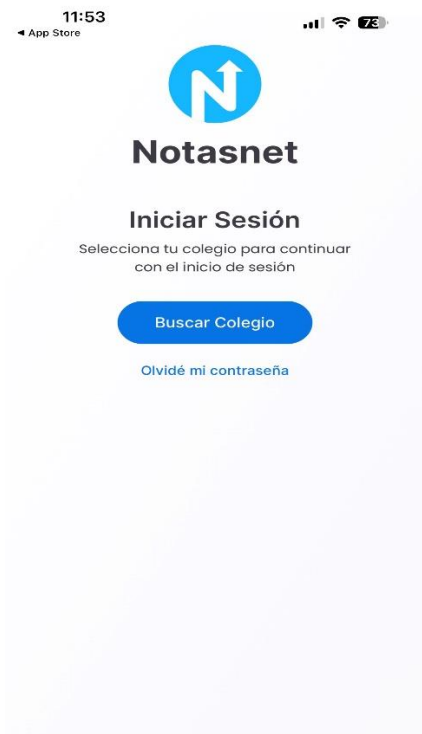 11:53
◄ App Store
73
Notasnet
Iniciar Sesión
Selecciona tu colegio para continuar
con el inicio de sesión
Buscar Colegio
Olvidé mi contraseña